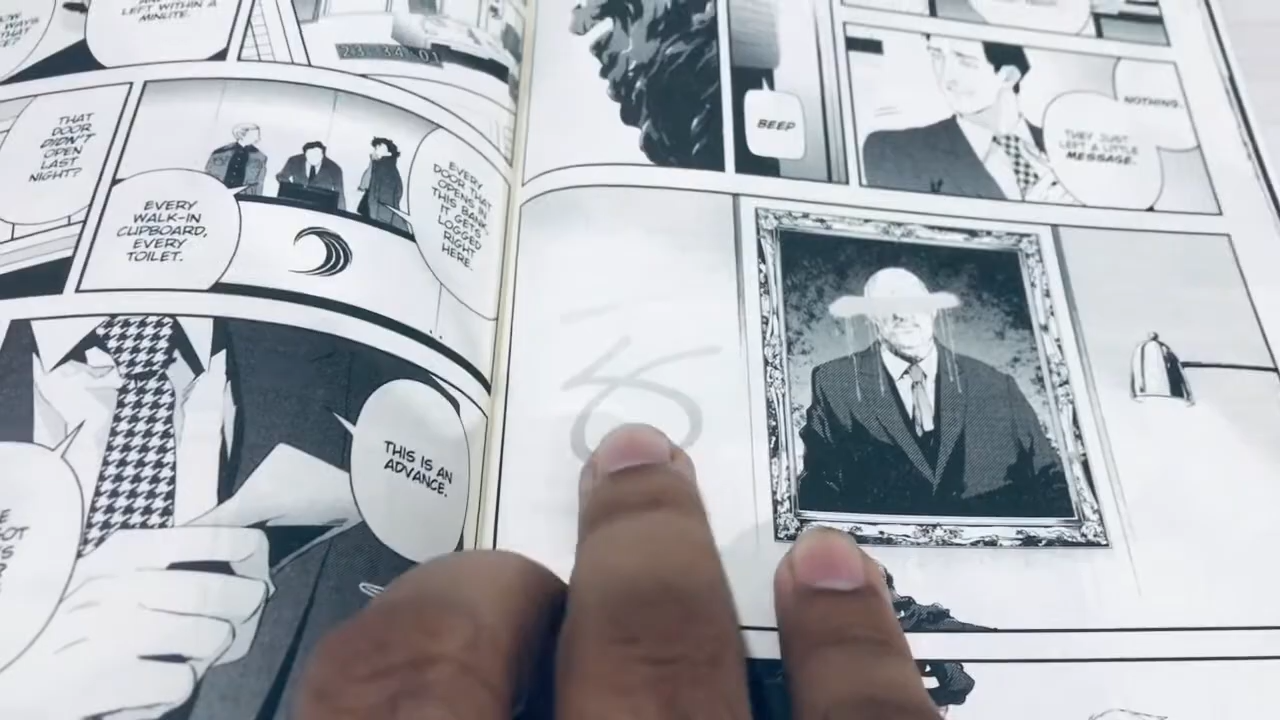 LEFT WITHIN A
MINUTE.
WAYS
23:34:01
THAT
DOOR
DIDN'T
OPEN
LAST
NIGHT?
EVERY
WALK-IN
CUPBOARD,
EVERY
TOILET.
EVERY
DOOR THAT
OPENS IN
THIS BANK,
IT GETS
LOGGED
RIGHT
HERE.
THIS IS AN
ADVANCE.
BEEP
NOTHING.
THEY JUST
LEFT A LITTLE
MESSAGE.